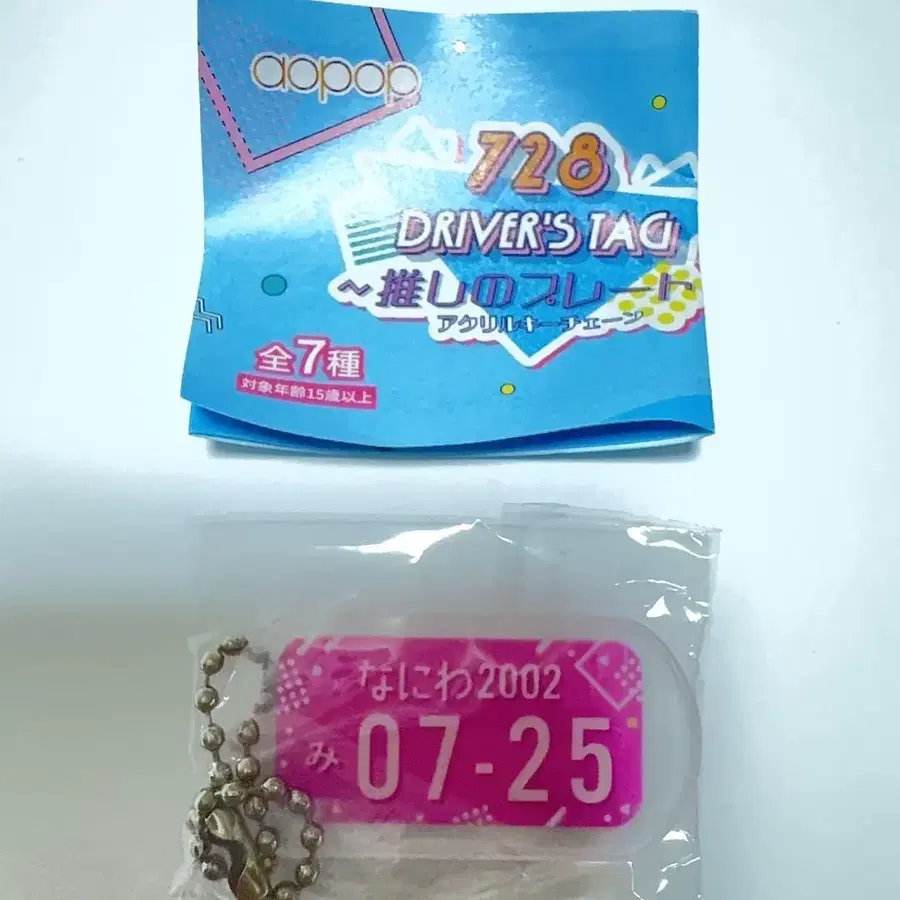 aopop
728
DRIVER'S TAG
～推しのプレート
アクリルキーチェーン
全7種
対象年齢15歳以上
なにわ2002
み 07-25